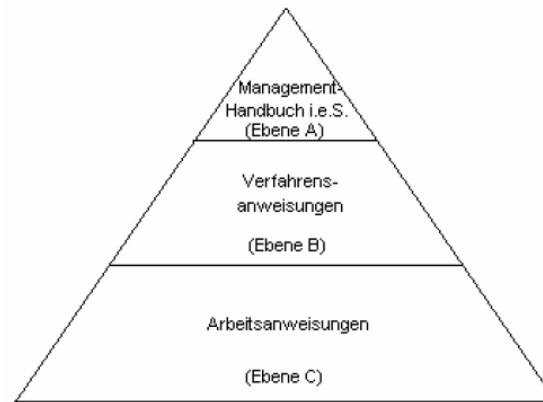 Management-
Handbuch i.e.S.
(Ebene A)
Verfahrens-
anweisungen
(Ebene B)
Arbeitsanweisungen
(Ebene C)